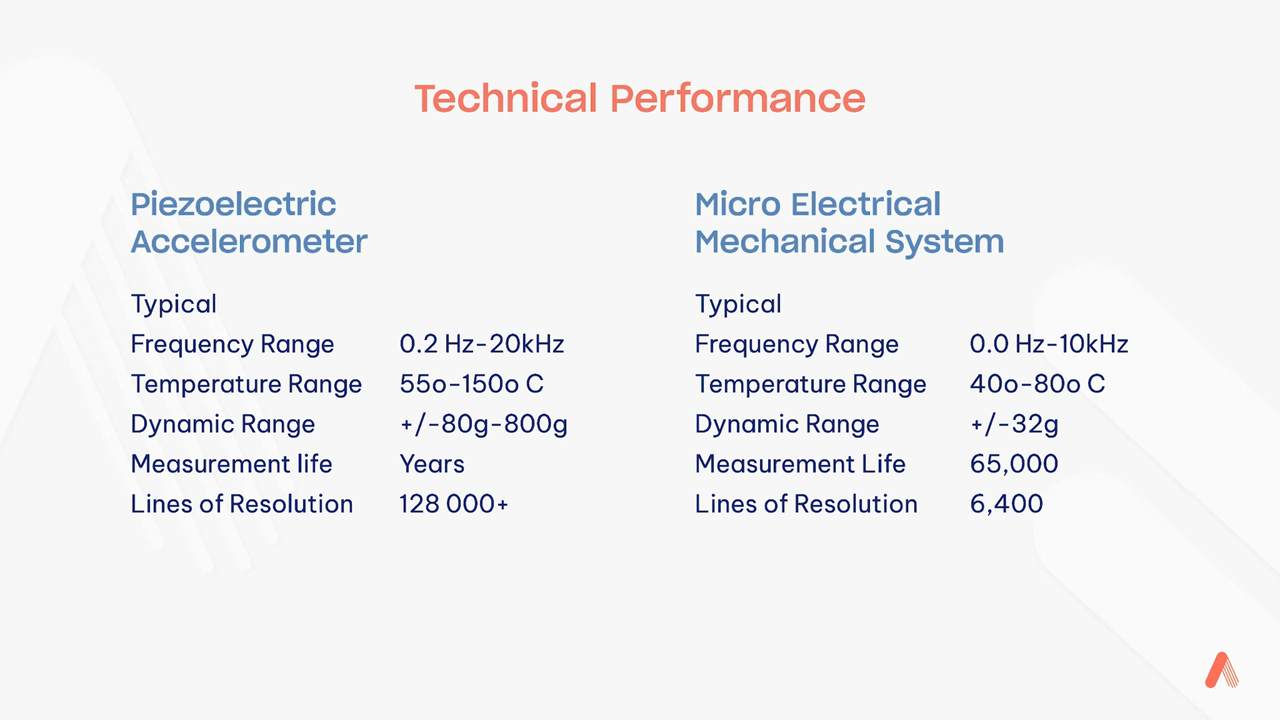 Technical Performance
Piezoelectric
Accelerometer
Typical
Frequency Range 0.2 Hz-20kHz
Temperature Range 55o-150o C
Dynamic Range +/-80g-800g
Measurement life Years
Lines of Resolution 128 000+
Micro Electrical
Mechanical System
Typical
Frequency Range 0.0 Hz-10kHz
Temperature Range 40o-80o C
Dynamic Range +/-32g
Measurement Life 65,000
Lines of Resolution 6,400